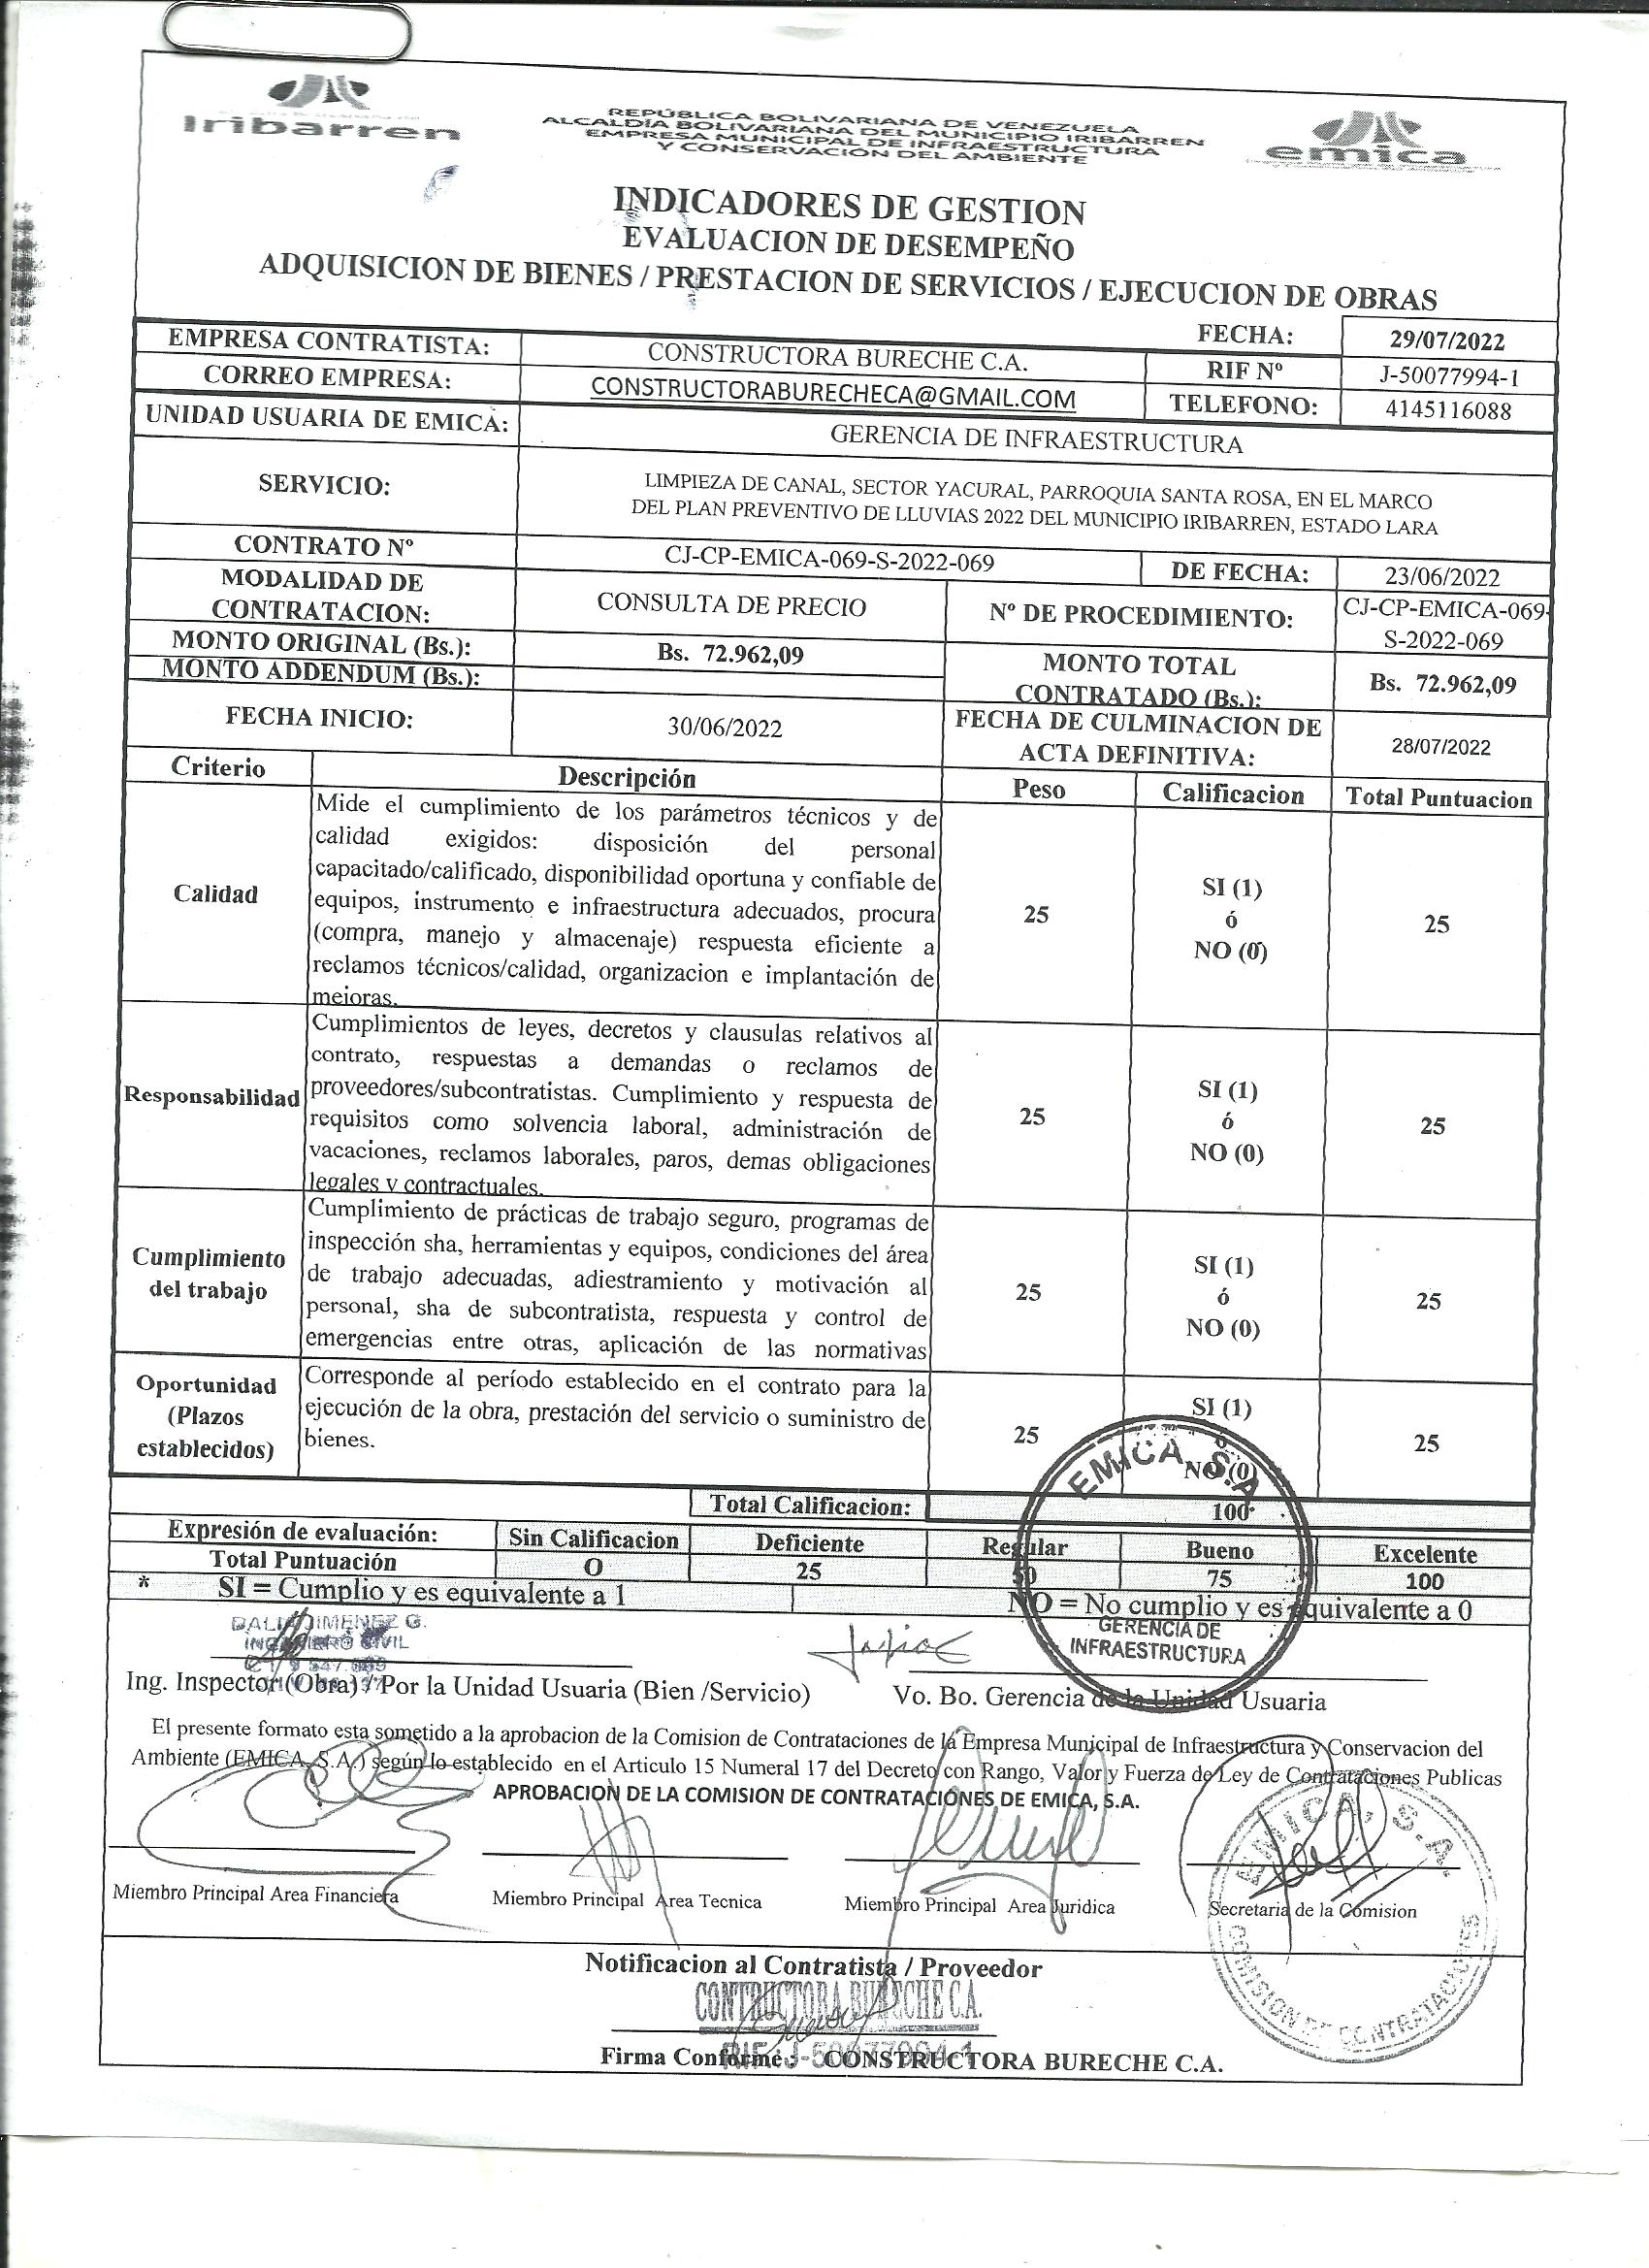 Iribarren
REPÚBLICA BOLIVARIANA DE VENEZUELA
ALCALDÍA BOLIVARIANA DEL MUNICIPIO IRIBARREN
EMPRESA MUNICIPAL DE INFRAESTRUCTURA
Y CONSERVACIÓN DEL AMBIENTE
emica
INDICADORES DE GESTION
EVALUACION DE DESEMPEÑO
ADQUISICION DE BIENES / PRESTACION DE SERVICIOS / EJECUCION DE OBRAS
FECHA: 29/07/2022
EMPRESA CONTRATISTA: CONSTRUCTORA BURECHE C.A. RIF Nº J-50077994-1
CORREO EMPRESA: CONSTRUCTORABURECHECA@GMAIL.COM TELEFONO: 4145116088
UNIDAD USUARIA DE EMICA: GERENCIA DE INFRAESTRUCTURA
SERVICIO: LIMPIEZA DE CANAL, SECTOR YACURAL, PARROQUIA SANTA ROSA, EN EL MARCO
DEL PLAN PREVENTIVO DE LLUVIAS 2022 DEL MUNICIPIO IRIBARREN, ESTADO LARA
CONTRATO Nº CJ-CP-EMICA-069-S-2022-069 DE FECHA: 23/06/2022
MODALIDAD DE
CONTRATACION: CONSULTA DE PRECIO Nº DE PROCEDIMIENTO: CJ-CP-EMICA-069-
S-2022-069
MONTO ORIGINAL (Bs.): Bs. 72.962,09
MONTO ADDENDUM (Bs.):
MONTO TOTAL
CONTRATADO (Bs.): Bs. 72.962,09
FECHA INICIO: 30/06/2022
FECHA DE CULMINACION DE
ACTA DEFINITIVA: 28/07/2022
Criterio Descripción Peso Calificacion Total Puntuacion
Calidad
Mide el cumplimiento de los parámetros técnicos y de
calidad exigidos: disposición del personal
capacitado/calificado, disponibilidad oportuna y confiable de
equipos, instrumento e infraestructura adecuados, procura
(compra, manejo y almacenaje) respuesta eficiente a
reclamos técnicos/calidad, organizacion e implantación de
mejoras.
25
SI (1)
ó
NO (0)
25
Responsabilidad
Cumplimientos de leyes, decretos y clausulas relativos al
contrato, respuestas a demandas o reclamos de
proveedores/subcontratistas. Cumplimiento y respuesta de
requisitos como solvencia laboral, administración de
vacaciones, reclamos laborales, paros, demas obligaciones
legales y contractuales.
25
SI (1)
ó
NO (0)
25
Cumplimiento
del trabajo
Cumplimiento de prácticas de trabajo seguro, programas de
inspección sha, herramientas y equipos, condiciones del área
de trabajo adecuadas, adiestramiento y motivación al
personal, sha de subcontratista, respuesta y control de
emergencias entre otras, aplicación de las normativas
25
SI (1)
ó
NO (0)
25
Oportunidad
(Plazos
establecidos)
Corresponde al período establecido en el contrato para la
ejecución de la obra, prestación del servicio o suministro de
bienes.
25
SI (1)
ó
NO (0)
25
Total Calificacion: 100
Expresión de evaluación: Sin Calificacion Deficiente Regular Bueno Excelente
Total Puntuación O 25 50 75 100
* SI = Cumplio y es equivalente a 1 NO = No cumplio y es equivalente a 0
EMICA, S.A
GERENCIA DE
INFRAESTRUCTURA
JIMENEZ G.
INGENIERO CIVIL
Ing. Inspector (Obra) / Por la Unidad Usuaria (Bien /Servicio) Vo. Bo. Gerencia de la Unidad Usuaria
El presente formato esta sometido a la aprobacion de la Comision de Contrataciones de la Empresa Municipal de Infraestructura y Conservacion del
Ambiente (EMICA, S.A.) según lo establecido en el Articulo 15 Numeral 17 del Decreto con Rango, Valor y Fuerza de Ley de Contrataciones Publicas
APROBACION DE LA COMISION DE CONTRATACIONES DE EMICA, S.A.
Miembro Principal Area Financiera Miembro Principal Area Tecnica Miembro Principal Area Juridica Secretaria de la Comision
EMICA, S.A.
COMISION DE CONTRATACIONES
Notificacion al Contratista / Proveedor
CONTRUCTORA BURECHE C.A.
RIF: J-50077994-1
Firma Conforme: CONSTRUCTORA BURECHE C.A.